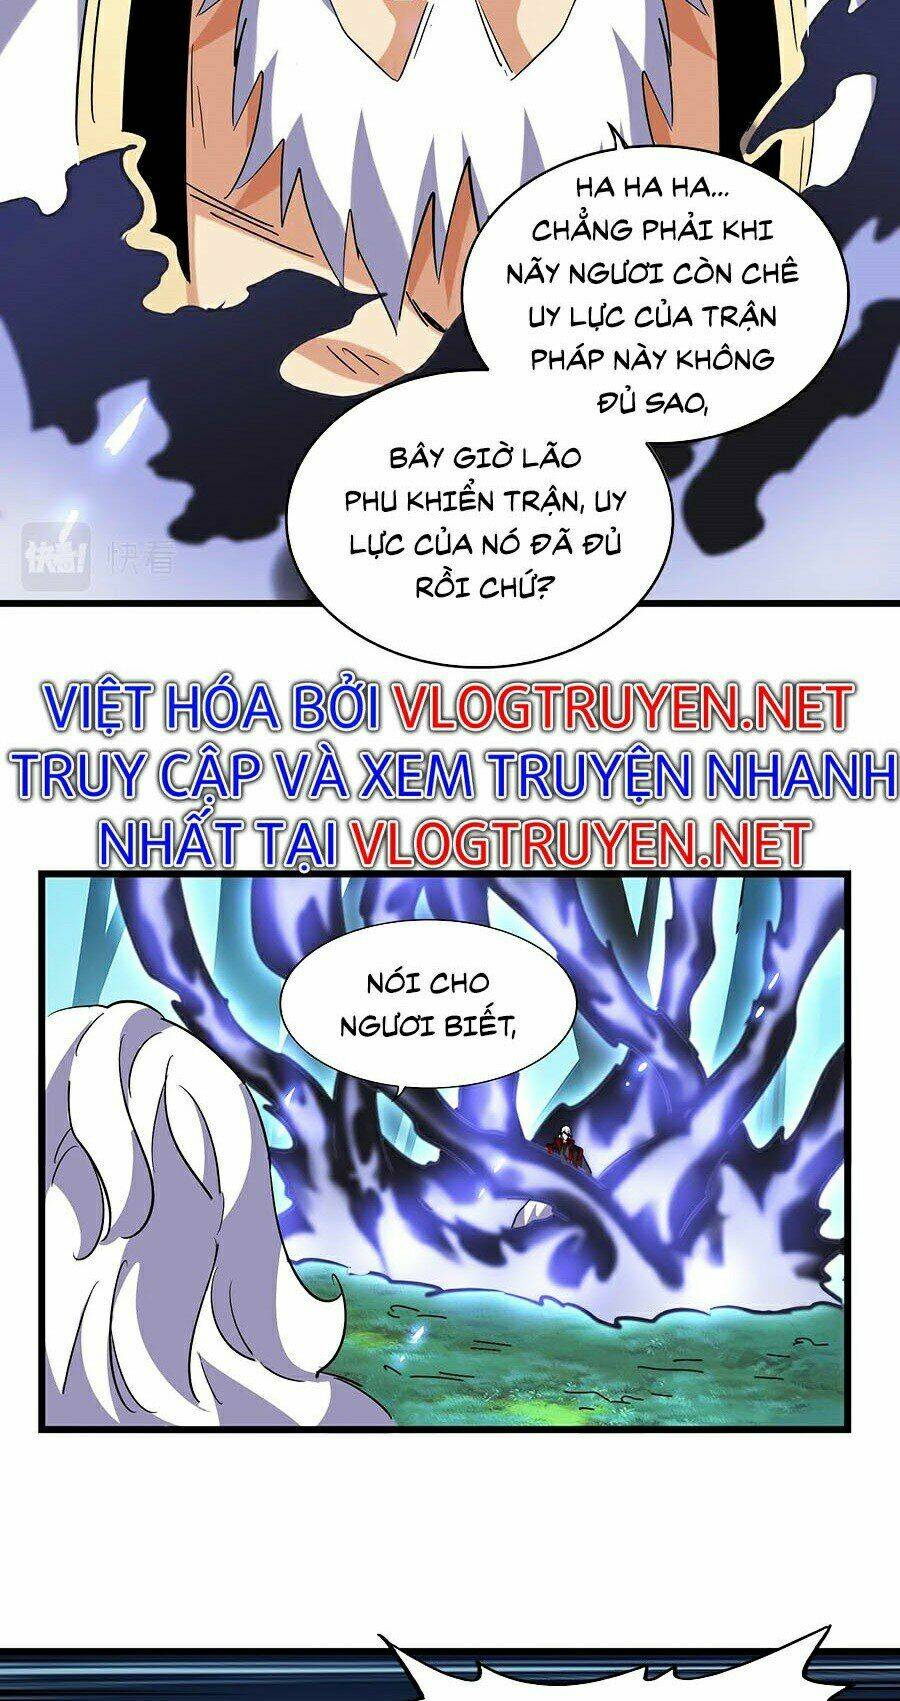 HA HA HA...
CHẲNG PHẢI KHI
NÃY NGƯƠI CÒN CHÊ
UY LỰC CỦA TRẬN
PHÁP NÀY KHÔNG
ĐỦ SAO,
BÂY GIỜ LÃO
PHU KHIỂN TRẬN, UY
LỰC CỦA NÓ ĐÃ ĐỦ
RỒI CHỨ?
快看! 快看
VIỆT HÓA BỞI VLOGTRUYEN.NET
TRUY CẬP VÀ XEM TRUYỆN NHANH
NHẤT TẠI VLOGTRUYEN.NET
NÓI CHO
NGƯƠI BIẾT,